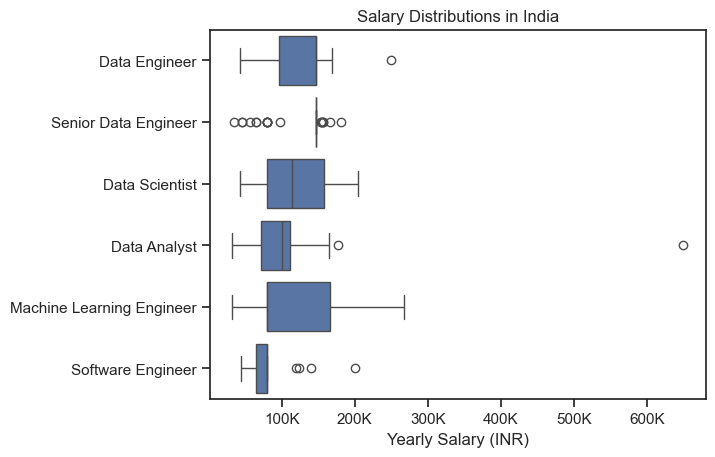 Salary Distributions in India
Data Engineer
Senior Data Engineer
Data Scientist
Data Analyst
Machine Learning Engineer
Software Engineer
100K 200K 300K 400K 500K 600K
Yearly Salary (INR)